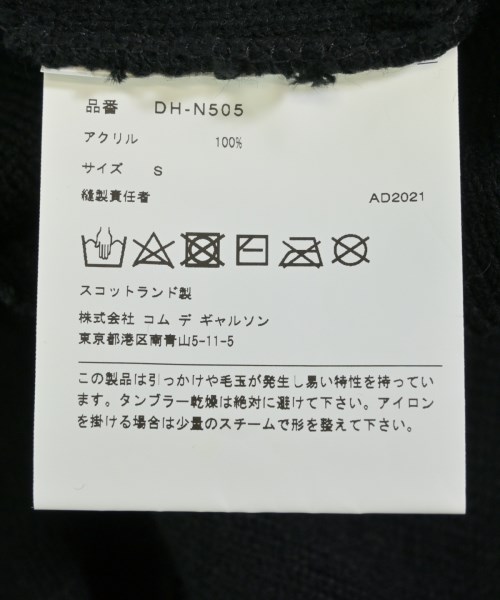 品番 DH-N505
アクリル 100%
サイズ S
縫製責任者 AD2021
スコットランド製
株式会社 コム デ ギャルソン
東京都港区南青山5-11-5
この製品は引っかけや毛玉が発生し易い特性を持ってい
ます。タンブラー乾燥は絶対に避けて下さい。アイロン
を掛ける場合は少量のスチームで形を整えて下さい。